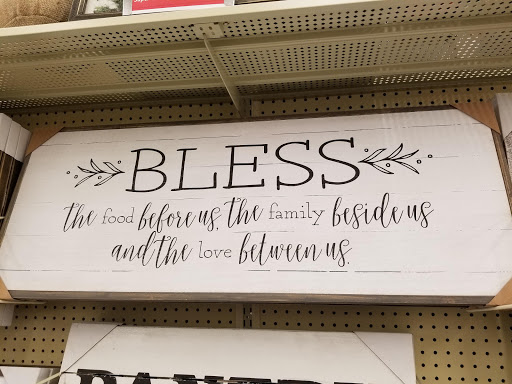 BLESS
the food before us, the family beside us
and the love between us.